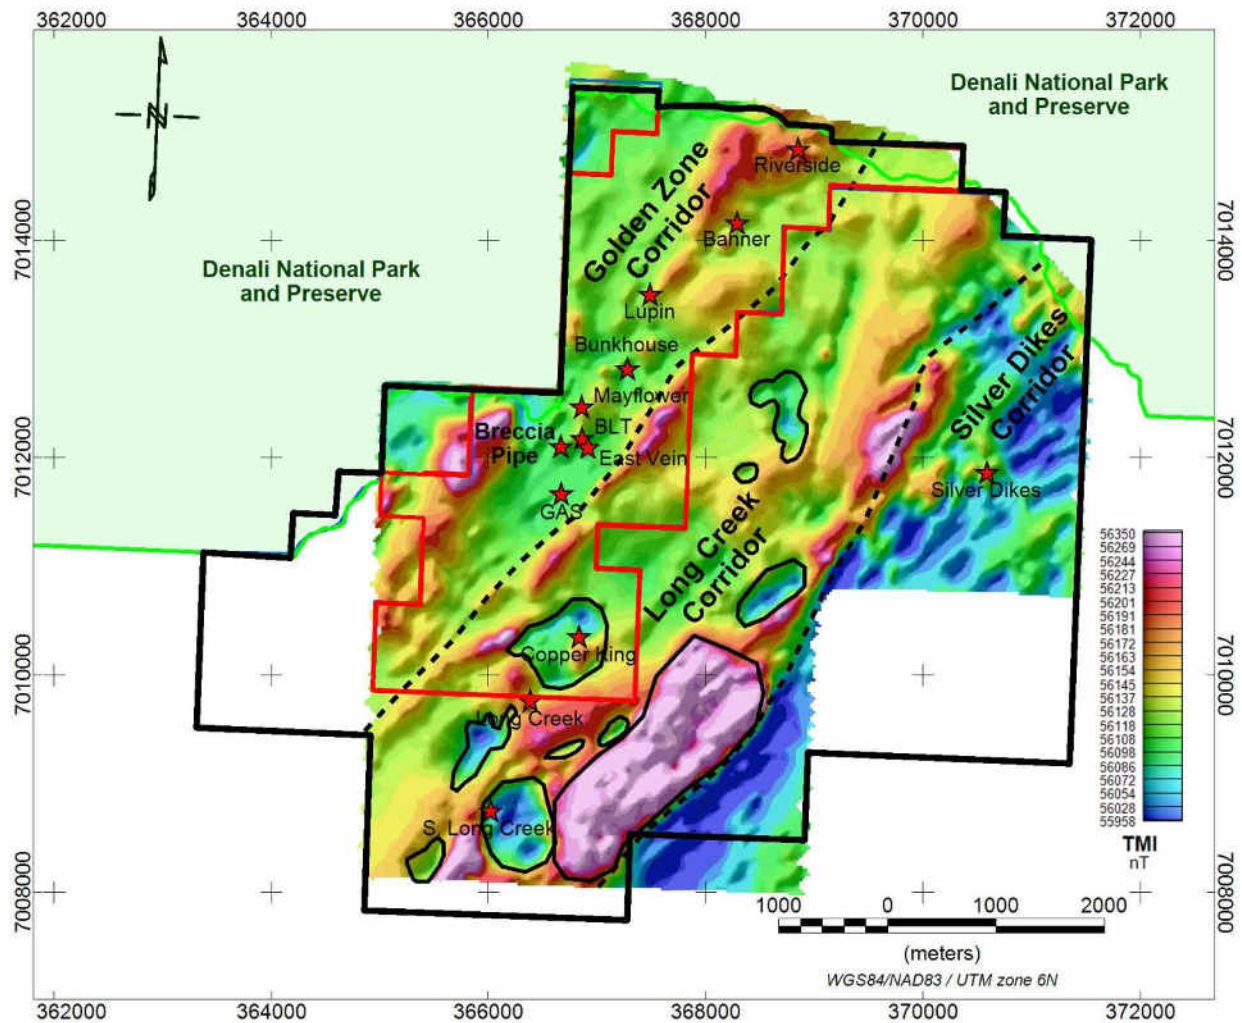 362000 364000 366000 368000 370000 372000
Denali National Park
and Preserve
Riverside
Golden Zone
Corridor
7014000
7014000
Banner
Denali National Park
and Preserve
Lupin
Bunkhouse
Silver Dikes
Corridor
Mayflower
BLT
Breccia
Pipe
East Vein
7012000
7012000
Silver Dikes
GAS
Long Creek
Corridor
56350
56269
56244
56227
56213
56201
56191
56181
56172
56163
56154
56145
56137
56128
56118
56108
56098
56086
56072
56054
56028
55958
TMI
nT
Copper King
7010000
7010000
Long Creek
S. Long Creek
7008000
7008000
1000 0 1000 2000
(meters)
WGS84/NAD83 / UTM zone 6N
362000 364000 366000 368000 370000 372000
N